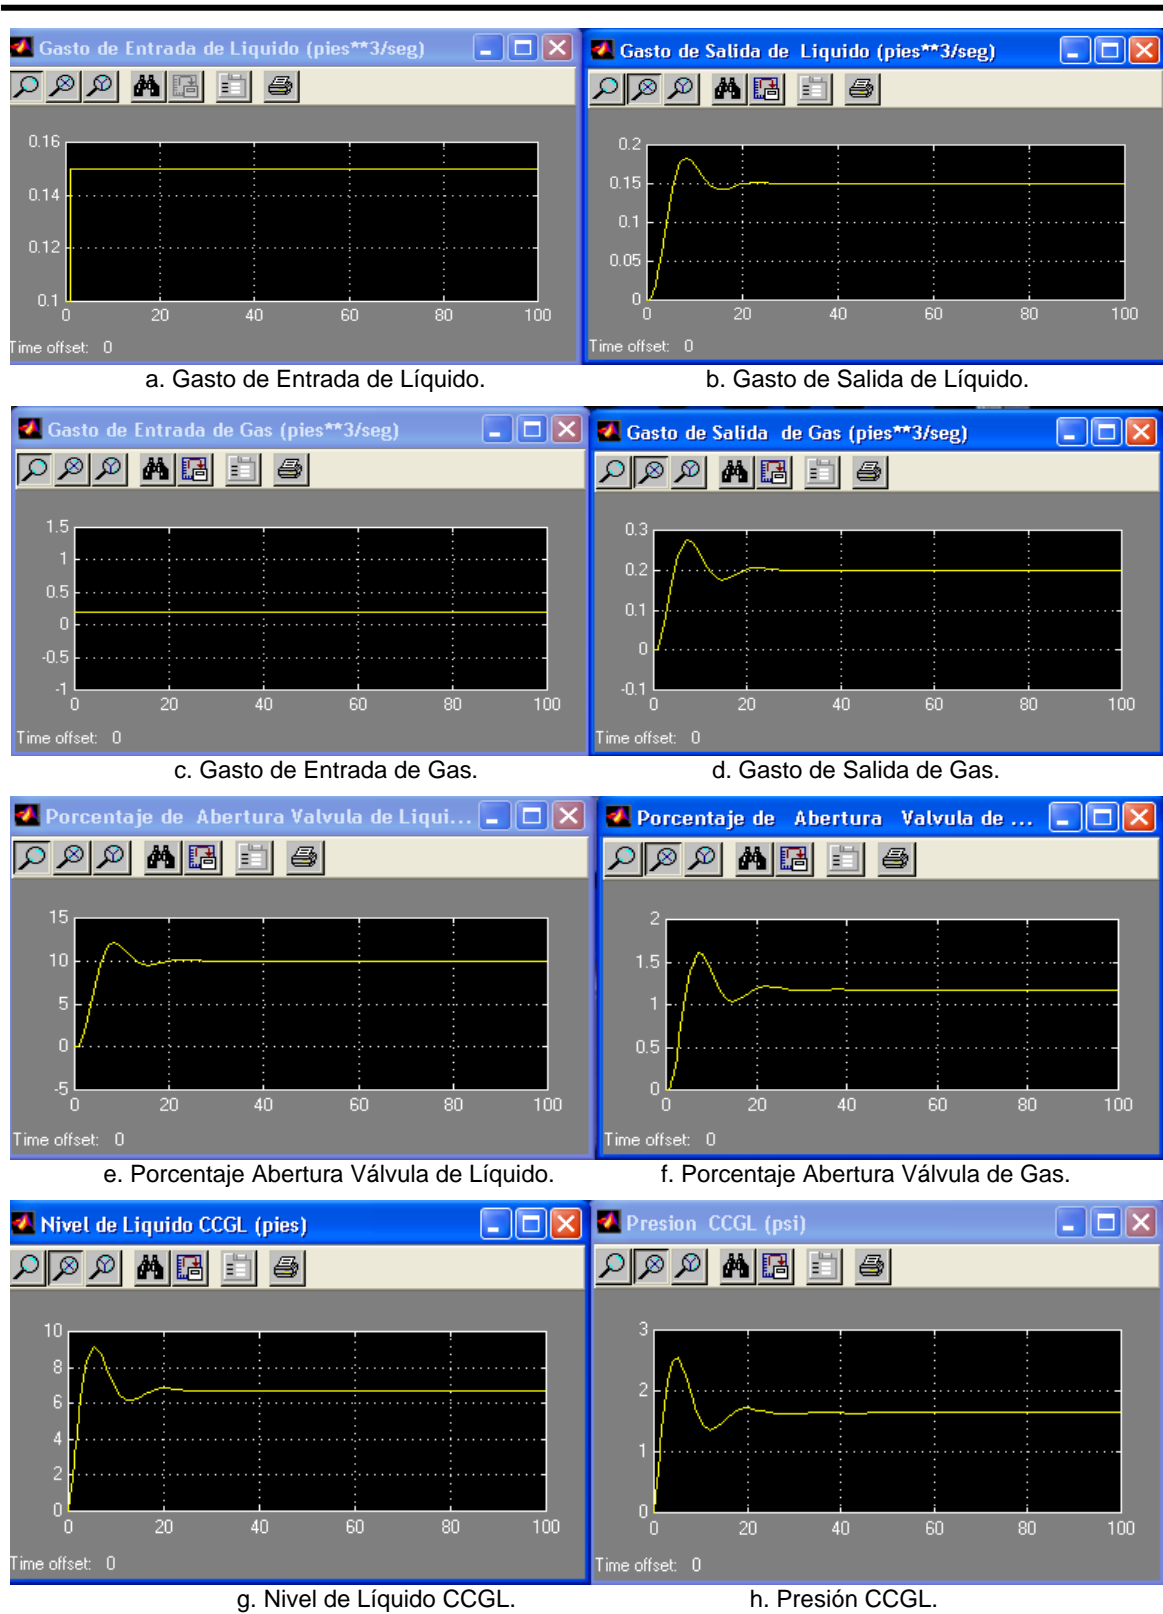 Gasto de Entrada de Liquido (pies**3/seg)
0.16
0.14
0.12
0.1
0 20 40 60 80 100
Time offset: 0
Gasto de Salida de Liquido (pies**3/seg)
0.2
0.15
0.1
0.05
0
0 20 40 60 80 100
Time offset: 0
a. Gasto de Entrada de Líquido.
b. Gasto de Salida de Líquido.
Gasto de Entrada de Gas (pies**3/seg)
1.5
1
0.5
0
-0.5
-1
0 20 40 60 80 100
Time offset: 0
Gasto de Salida de Gas (pies**3/seg)
0.3
0.2
0.1
0
-0.1
0 20 40 60 80 100
Time offset: 0
c. Gasto de Entrada de Gas.
d. Gasto de Salida de Gas.
Porcentaje de Abertura Valvula de Liqui...
15
10
5
0
-5
0 20 40 60 80 100
Time offset: 0
Porcentaje de Abertura Valvula de ...
2
1.5
1
0.5
0
0 20 40 60 80 100
Time offset: 0
e. Porcentaje Abertura Válvula de Líquido.
f. Porcentaje Abertura Válvula de Gas.
Nivel de Liquido CCGL (pies)
10
8
6
4
2
0
0 20 40 60 80 100
Time offset: 0
Presion CCGL (psi)
3
2
1
0
0 20 40 60 80 100
Time offset: 0
g. Nivel de Líquido CCGL.
h. Presión CCGL.